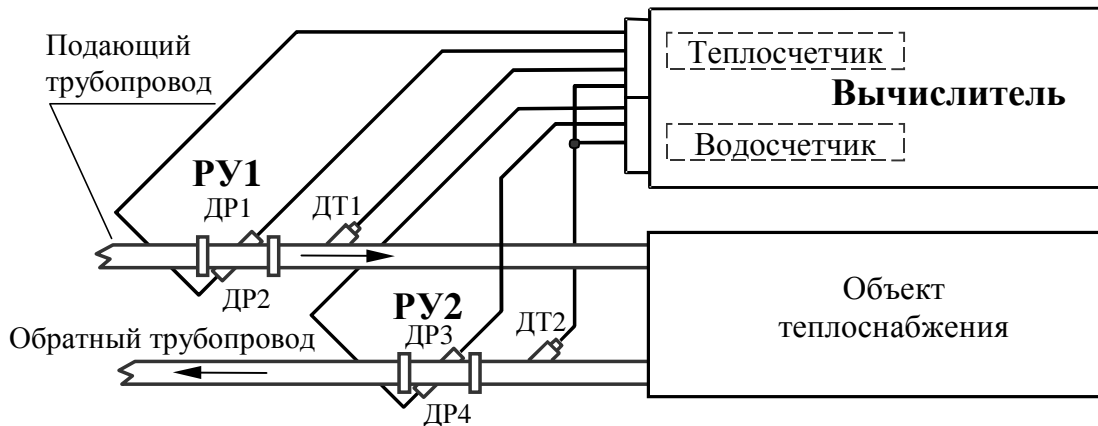 Подающий
трубопровод
Теплосчетчик
Вычислитель
Водосчетчик
РУ1
ДР1
ДТ1
ДР2
Объект
теплоснабжения
РУ2
Обратный трубопровод
ДР3
ДТ2
ДР4